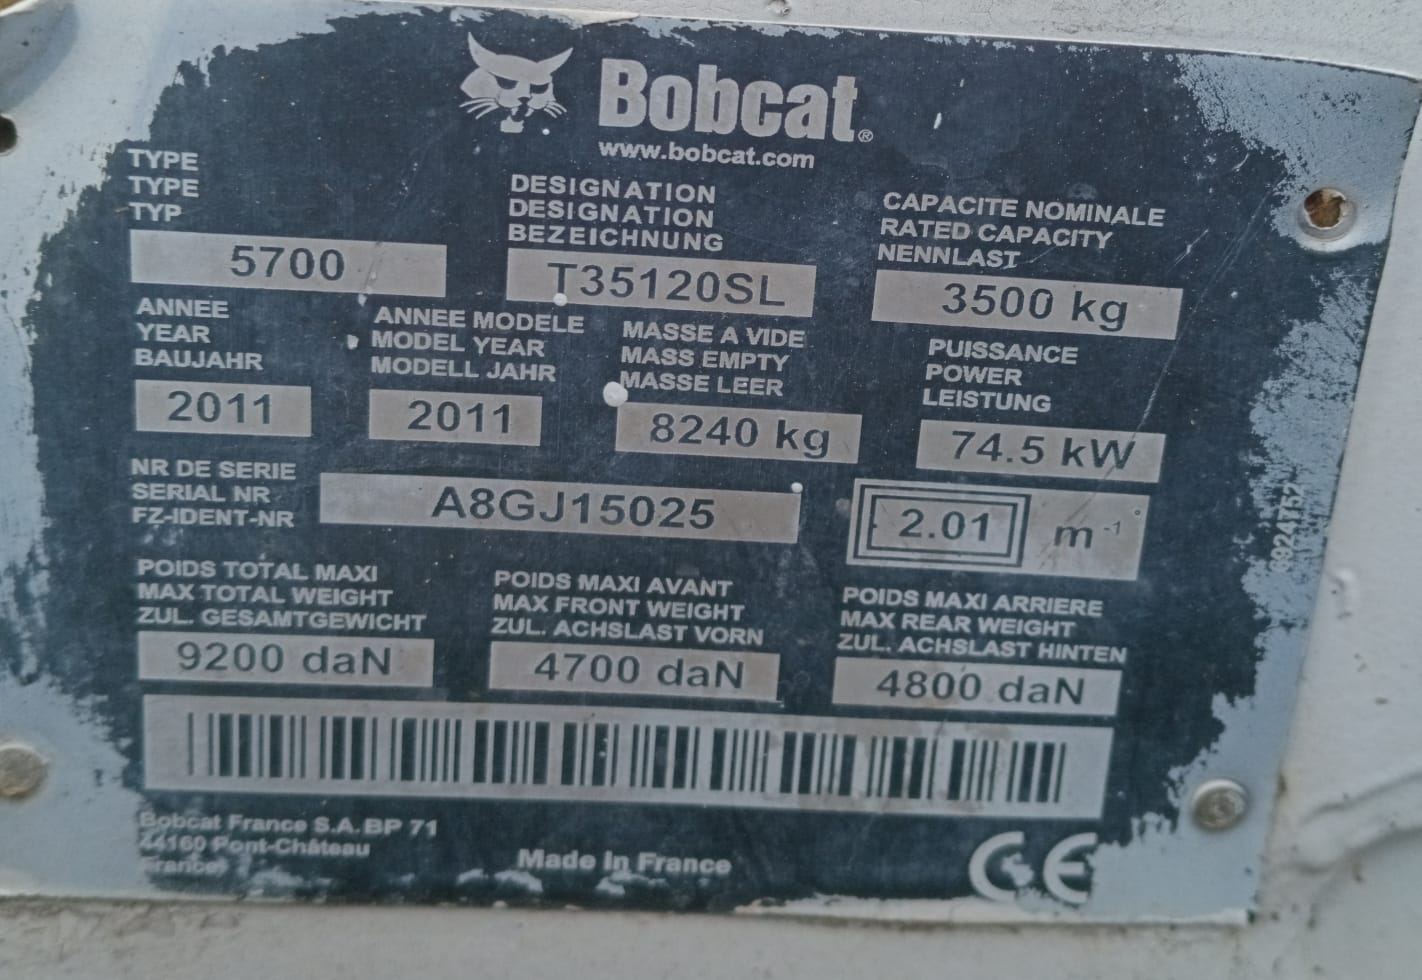 Bobcat®
www.bobcat.com
TYPE
TYPE
TYP
5700
DESIGNATION
DESIGNATION
BEZEICHNUNG
T35120SL
CAPACITE NOMINALE
RATED CAPACITY
NENNLAST
3500 kg
ANNEE
YEAR
BAUJAHR
2011
ANNEE MODELE
MODEL YEAR
MODELL JAHR
2011
MASSE A VIDE
MASS EMPTY
MASSE LEER
8240 kg
PUISSANCE
POWER
LEISTUNG
74.5 kW
NR DE SERIE
SERIAL NR
FZ-IDENT-NR
A8GJ15025
2.01 m⁻¹
POIDS TOTAL MAXI
MAX TOTAL WEIGHT
ZUL. GESAMTGEWICHT
9200 daN
POIDS MAXI AVANT
MAX FRONT WEIGHT
ZUL. ACHSLAST VORN
4700 daN
POIDS MAXI ARRIERE
MAX REAR WEIGHT
ZUL. ACHSLAST HINTEN
4800 daN
Bobcat France S.A. BP 71
44160 Pont-Château
France
Made In France
CE